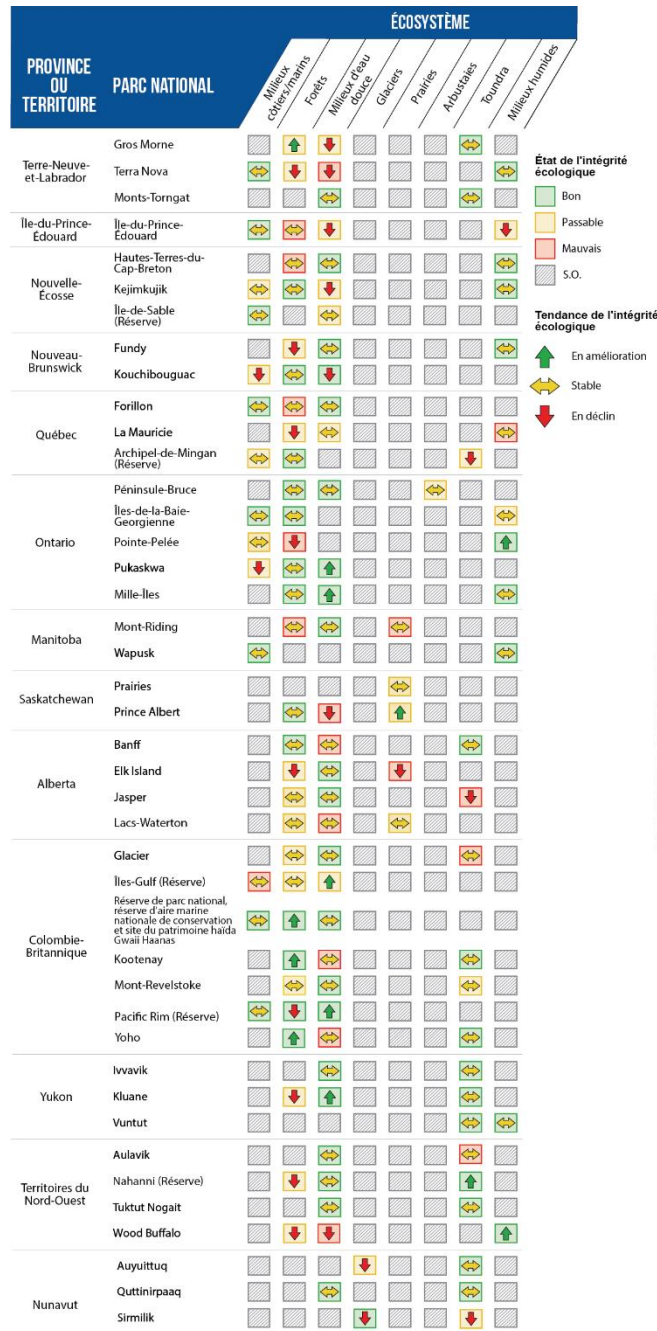 ÉCOSYSTÈME
PROVINCE
OU
TERRITOIRE
PARC NATIONAL
Milieux
côtiers/marins
Forêts
Milieux d'eau
douce
Glaciers
Prairies
Arbustaies
Toundra
Milieux humides
Terre-Neuve-
et-Labrador
Gros Morne
Terra Nova
Monts-Torngat
Île-du-Prince-
Édouard
Île-du-Prince-
Édouard
Nouvelle-
Écosse
Hautes-Terres-du-
Cap-Breton
Kejimkujik
Île-de-Sable
(Réserve)
Nouveau-
Brunswick
Fundy
Kouchibouguac
Québec
Forillon
La Mauricie
Archipel-de-Mingan
(Réserve)
Ontario
Péninsule-Bruce
Îles-de-la-Baie-
Georgienne
Pointe-Pelée
Pukaskwa
Mille-Îles
Manitoba
Mont-Riding
Wapusk
Saskatchewan
Prairies
Prince Albert
Alberta
Banff
Elk Island
Jasper
Lacs-Waterton
Colombie-
Britannique
Glacier
Îles-Gulf (Réserve)
Réserve de parc national,
réserve d'aire marine
nationale de conservation
et site du patrimoine haïda
Gwaii Haanas
Kootenay
Mont-Revelstoke
Pacific Rim (Réserve)
Yoho
Yukon
Ivvavik
Kluane
Vuntut
Territoires du
Nord-Ouest
Aulavik
Nahanni (Réserve)
Tuktut Nogait
Wood Buffalo
Nunavut
Auyuittuq
Quttinirpaaq
Sirmilik
État de l'intégrité
écologique
Bon
Passable
Mauvais
S.O.
Tendance de l'intégrité
écologique
En amélioration
Stable
En déclin